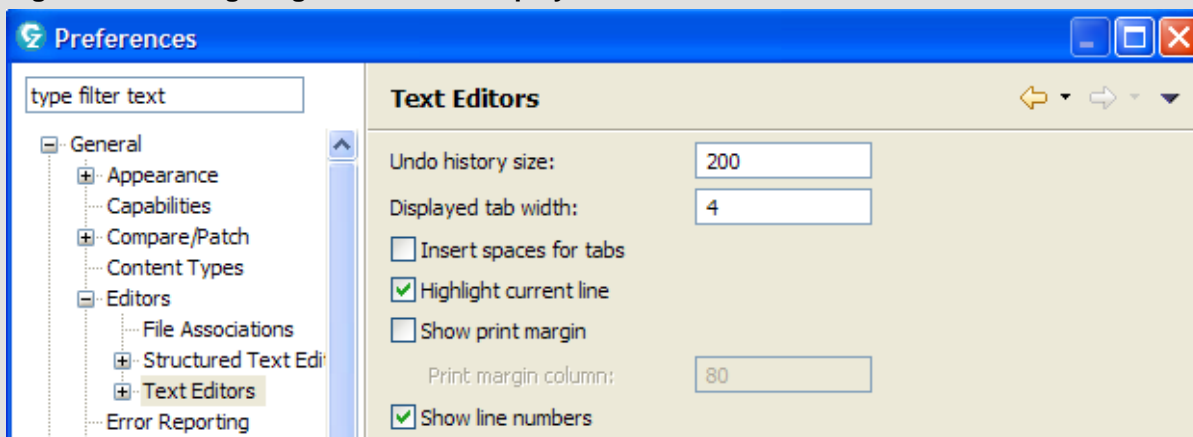 Preferences
type filter text
General
Appearance
Capabilities
Compare/Patch
Content Types
Editors
File Associations
Structured Text Edi
Text Editors
Error Reporting
Text Editors
Undo history size: 200
Displayed tab width: 4
Insert spaces for tabs
Highlight current line
Show print margin
Print margin column: 80
Show line numbers